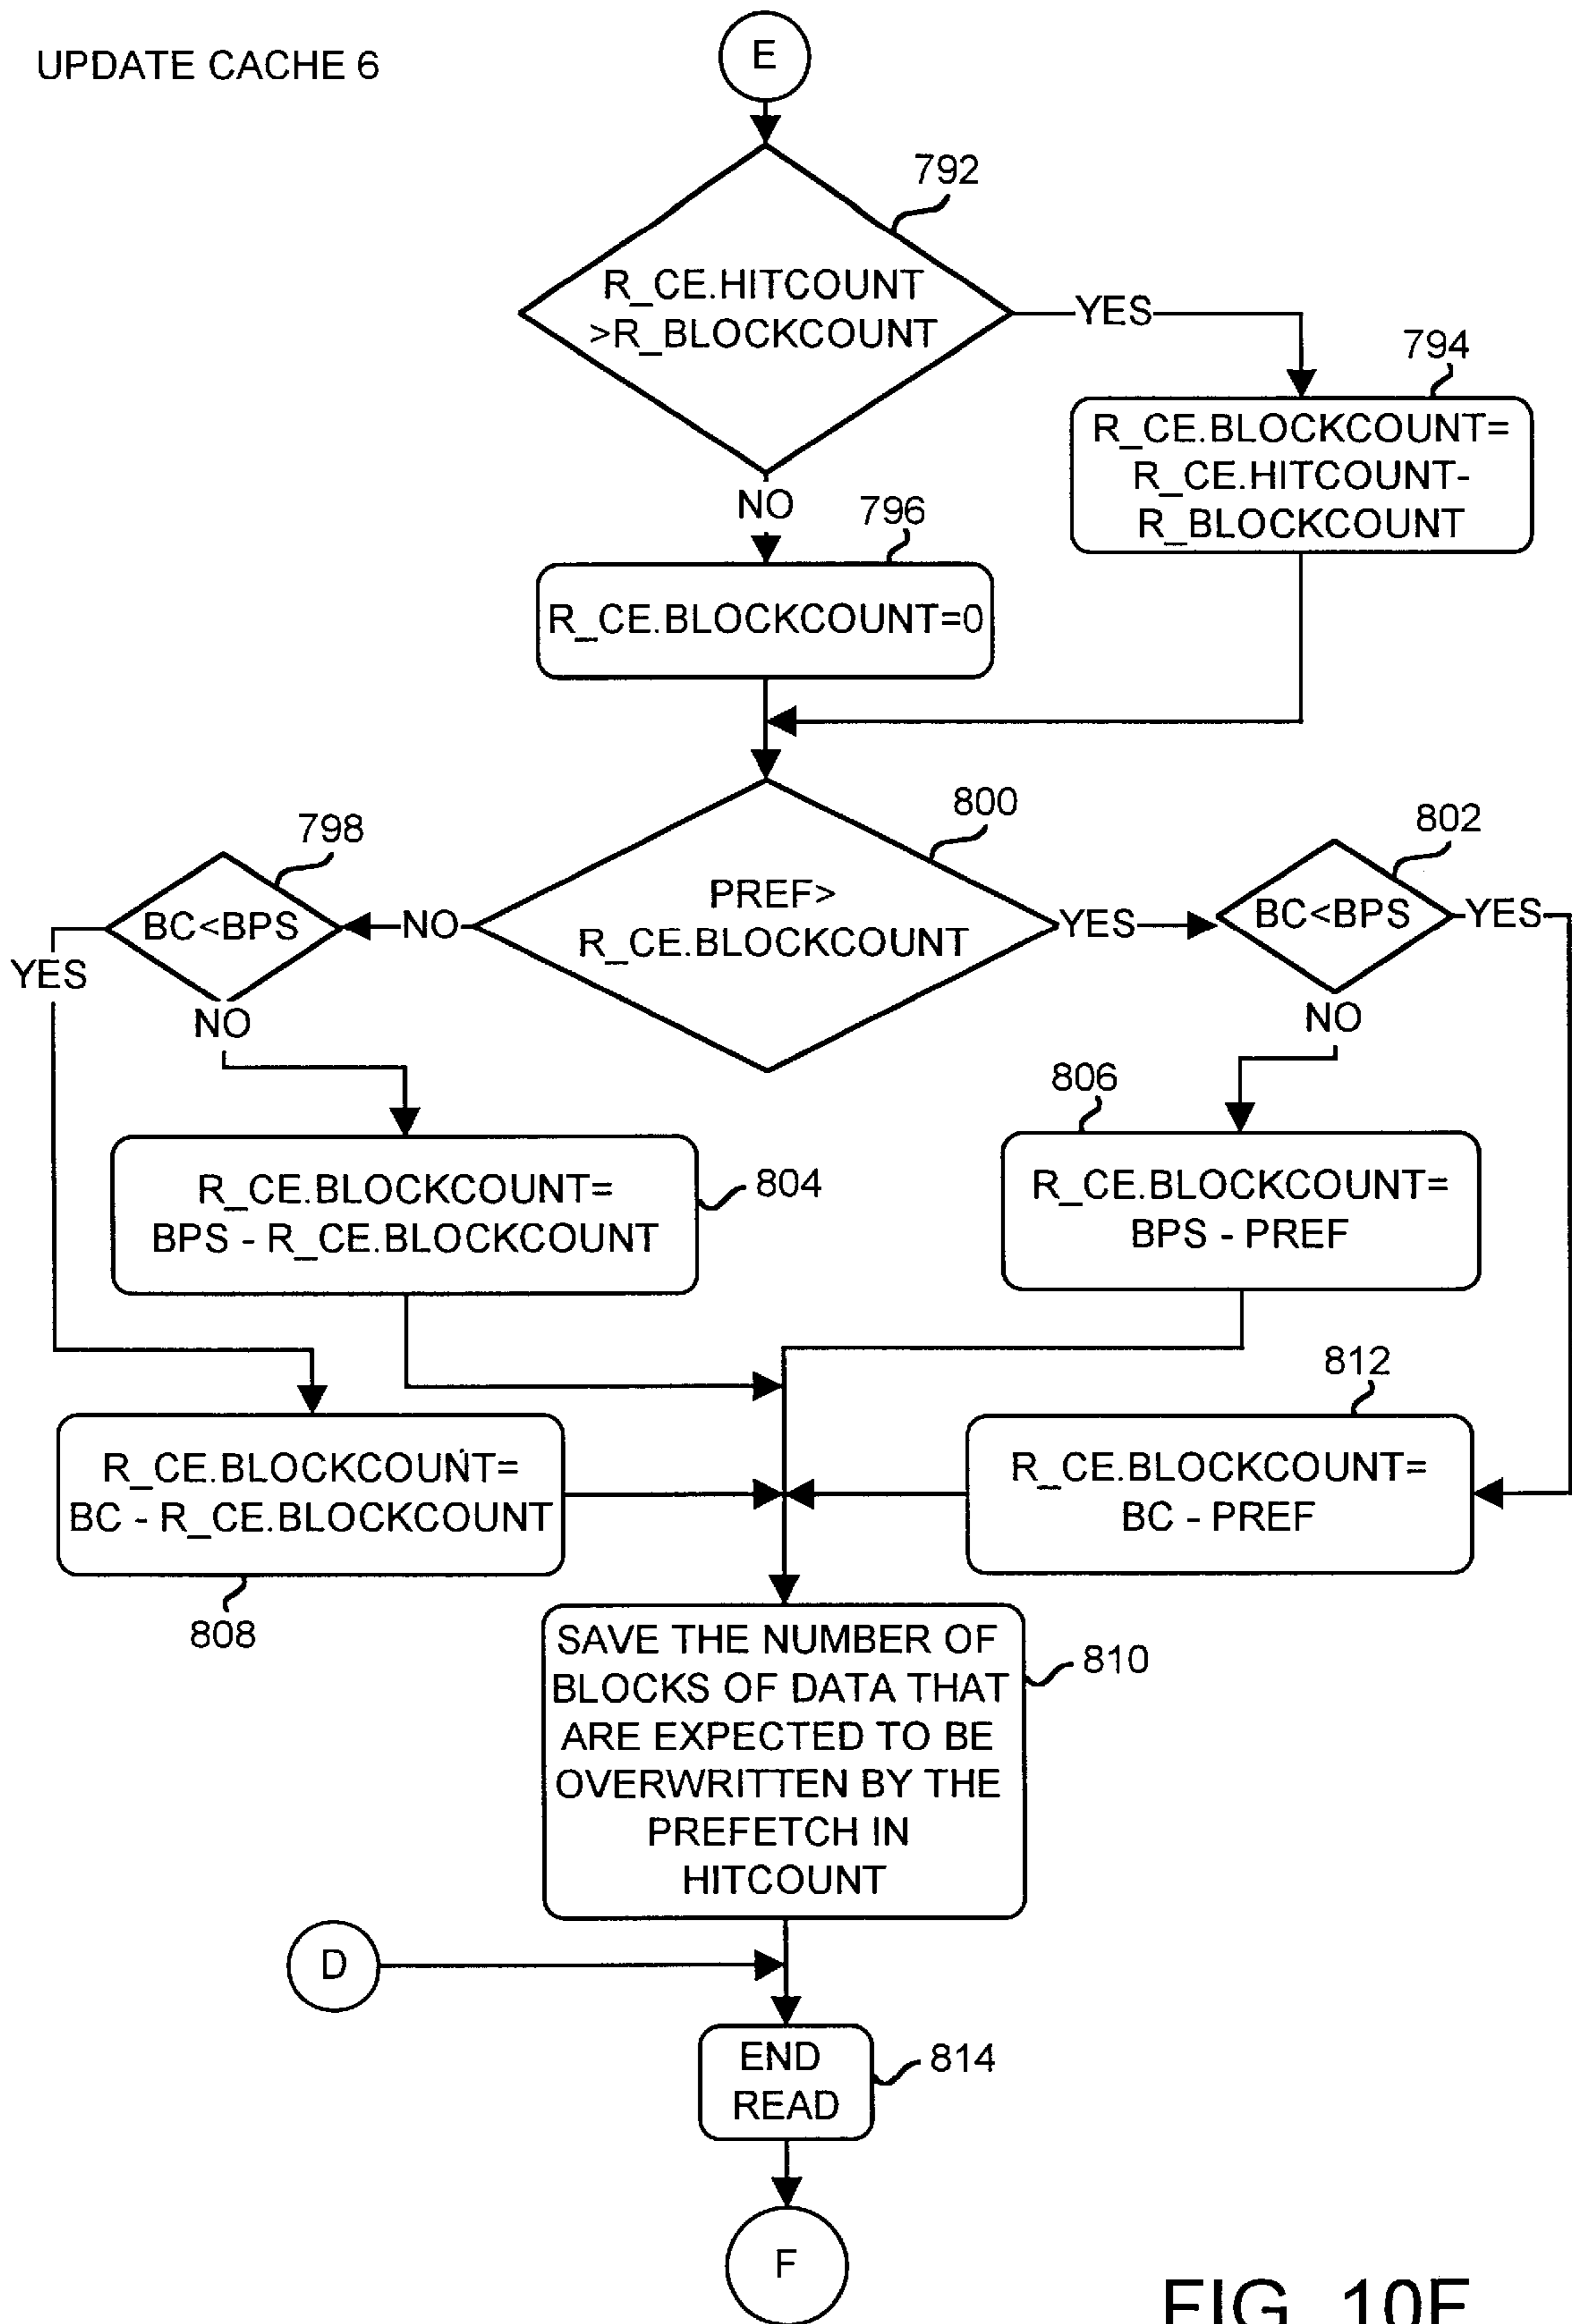 UPDATE CACHE 6
E
792
R_CE.HITCOUNT
>R_BLOCKCOUNT
YES
794
R_CE.BLOCKCOUNT=
R_CE.HITCOUNT-
R_BLOCKCOUNT
NO
796
R_CE.BLOCKCOUNT=0
798
800
802
BC<BPS
NO
PREF>
R_CE.BLOCKCOUNT
YES
BC<BPS
YES
YES
NO
NO
806
R_CE.BLOCKCOUNT=
BPS - R_CE.BLOCKCOUNT
804
R_CE.BLOCKCOUNT=
BPS - PREF
812
R_CE.BLOCKCOUNT=
BC - R_CE.BLOCKCOUNT
R_CE.BLOCKCOUNT=
BC - PREF
808
SAVE THE NUMBER OF
BLOCKS OF DATA THAT
ARE EXPECTED TO BE
OVERWRITTEN BY THE
PREFETCH IN
HITCOUNT
810
D
END
READ
814
F
FIG. 10F